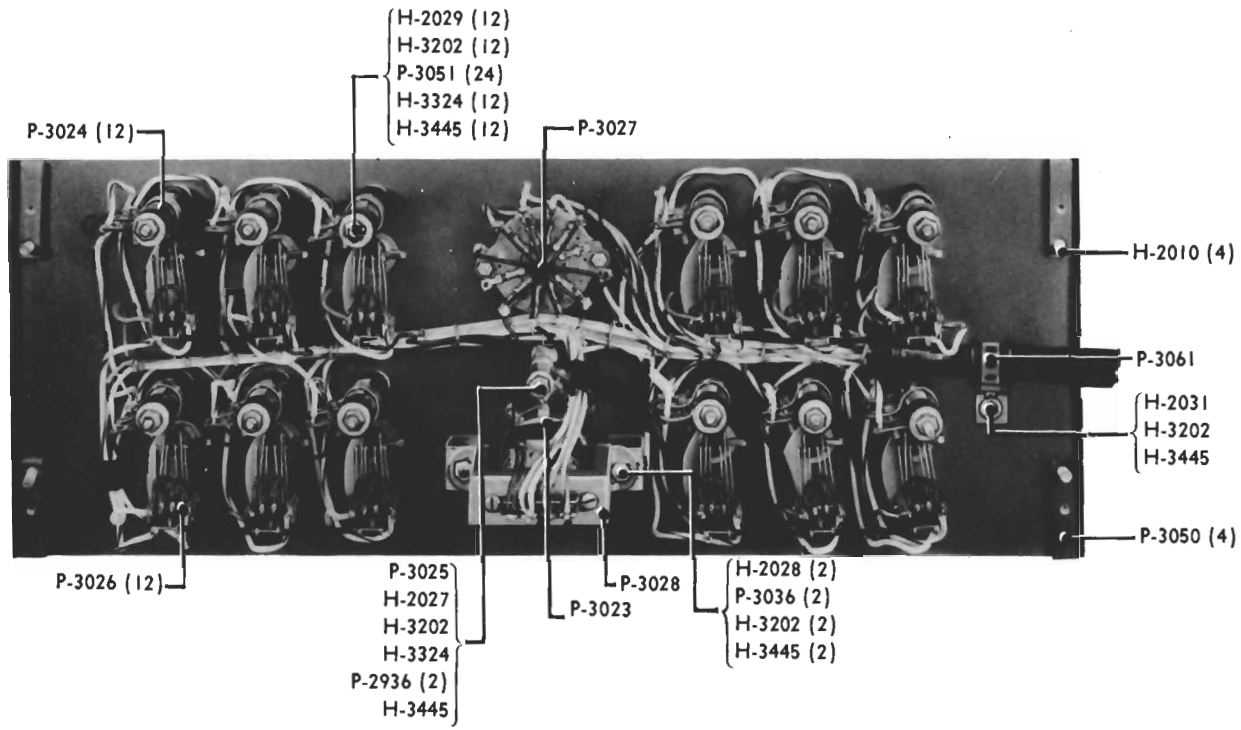 H-2029 (12)
H-3202 (12)
P-3051 (24)
H-3324 (12)
H-3445 (12)
P-3024 (12)
P-3027
H-2010 (4)
P-3061
H-2031
H-3202
H-3445
P-3050 (4)
P-3026 (12)
P-3025
H-2027
H-3202
H-3324
P-2936 (2)
H-3445
P-3028
P-3023
H-2028 (2)
P-3036 (2)
H-3202 (2)
H-3445 (2)